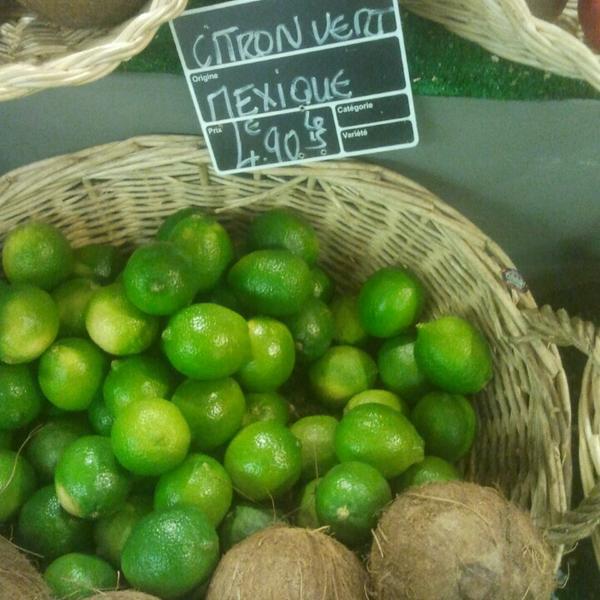 CITRON VERT
Origine
MEXIQUE
Prix
Catégorie
4€.90
Variété